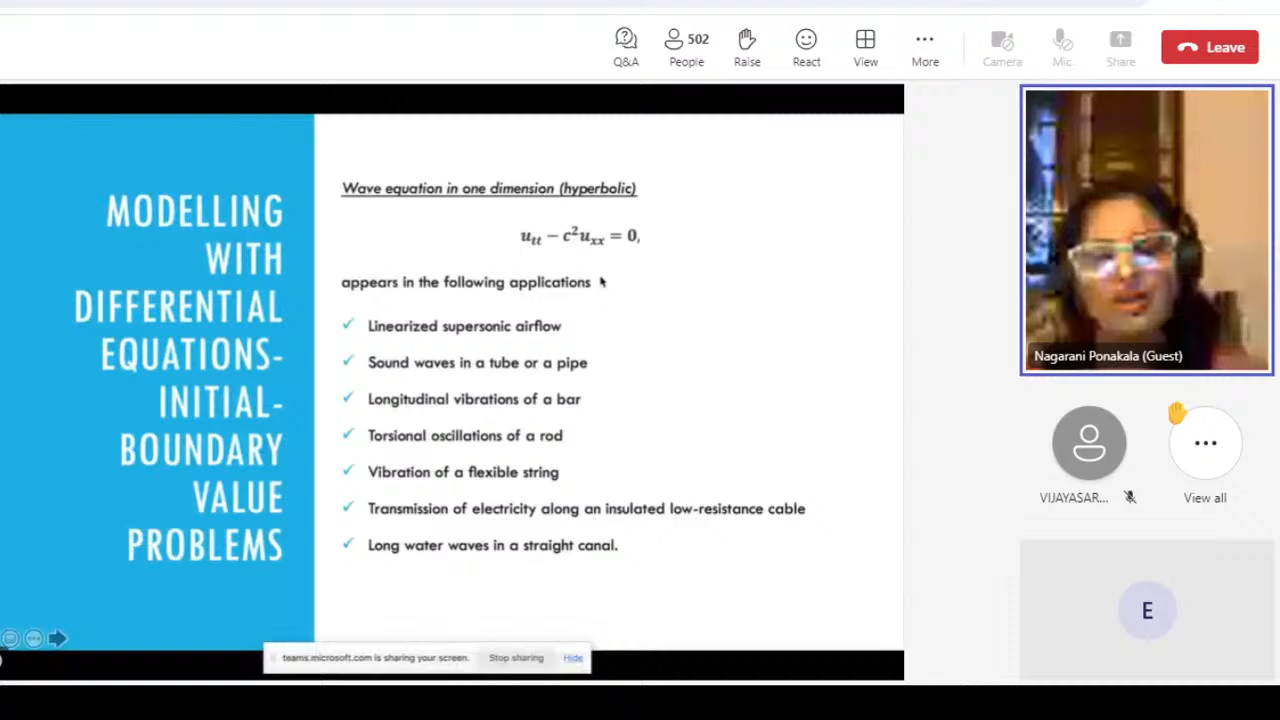 Q&A
502
People
Raise
React
View
More
Camera
Mic
Share
Leave
MODELLING
WITH
DIFFERENTIAL
EQUATIONS-
INITIAL-
BOUNDARY
VALUE
PROBLEMS
Wave equation in one dimension (hyperbolic)
uₜₜ − c²uₓₓ = 0,
appears in the following applications
✓ Linearized supersonic airflow
✓ Sound waves in a tube or a pipe
✓ Longitudinal vibrations of a bar
✓ Torsional oscillations of a rod
✓ Vibration of a flexible string
✓ Transmission of electricity along an insulated low-resistance cable
✓ Long water waves in a straight canal.
teams.microsoft.com is sharing your screen. Stop sharing Hide
Nagarani Ponakala (Guest)
VIJAYASAR...
View all
E